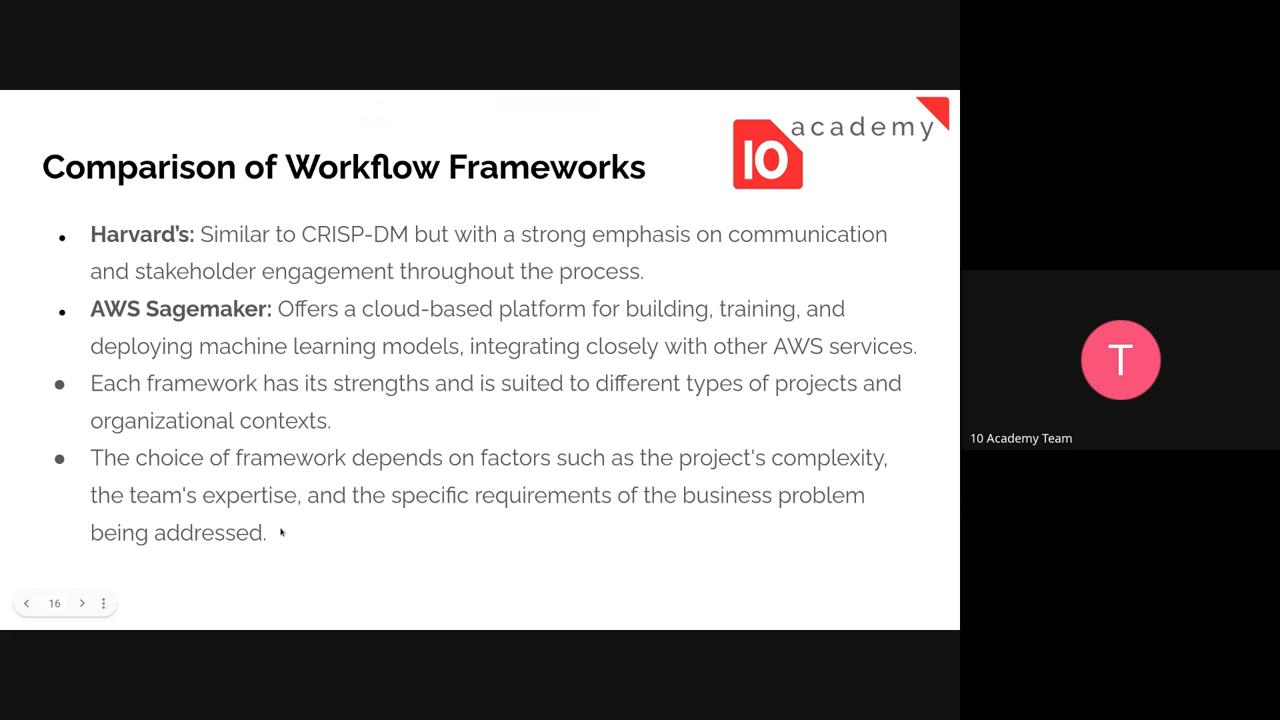 academy
10
Comparison of Workflow Frameworks
• Harvard’s: Similar to CRISP-DM but with a strong emphasis on communication
and stakeholder engagement throughout the process.
• AWS Sagemaker: Offers a cloud-based platform for building, training, and
deploying machine learning models, integrating closely with other AWS services.
● Each framework has its strengths and is suited to different types of projects and
organizational contexts.
● The choice of framework depends on factors such as the project's complexity,
the team's expertise, and the specific requirements of the business problem
being addressed.
16
T
10 Academy Team